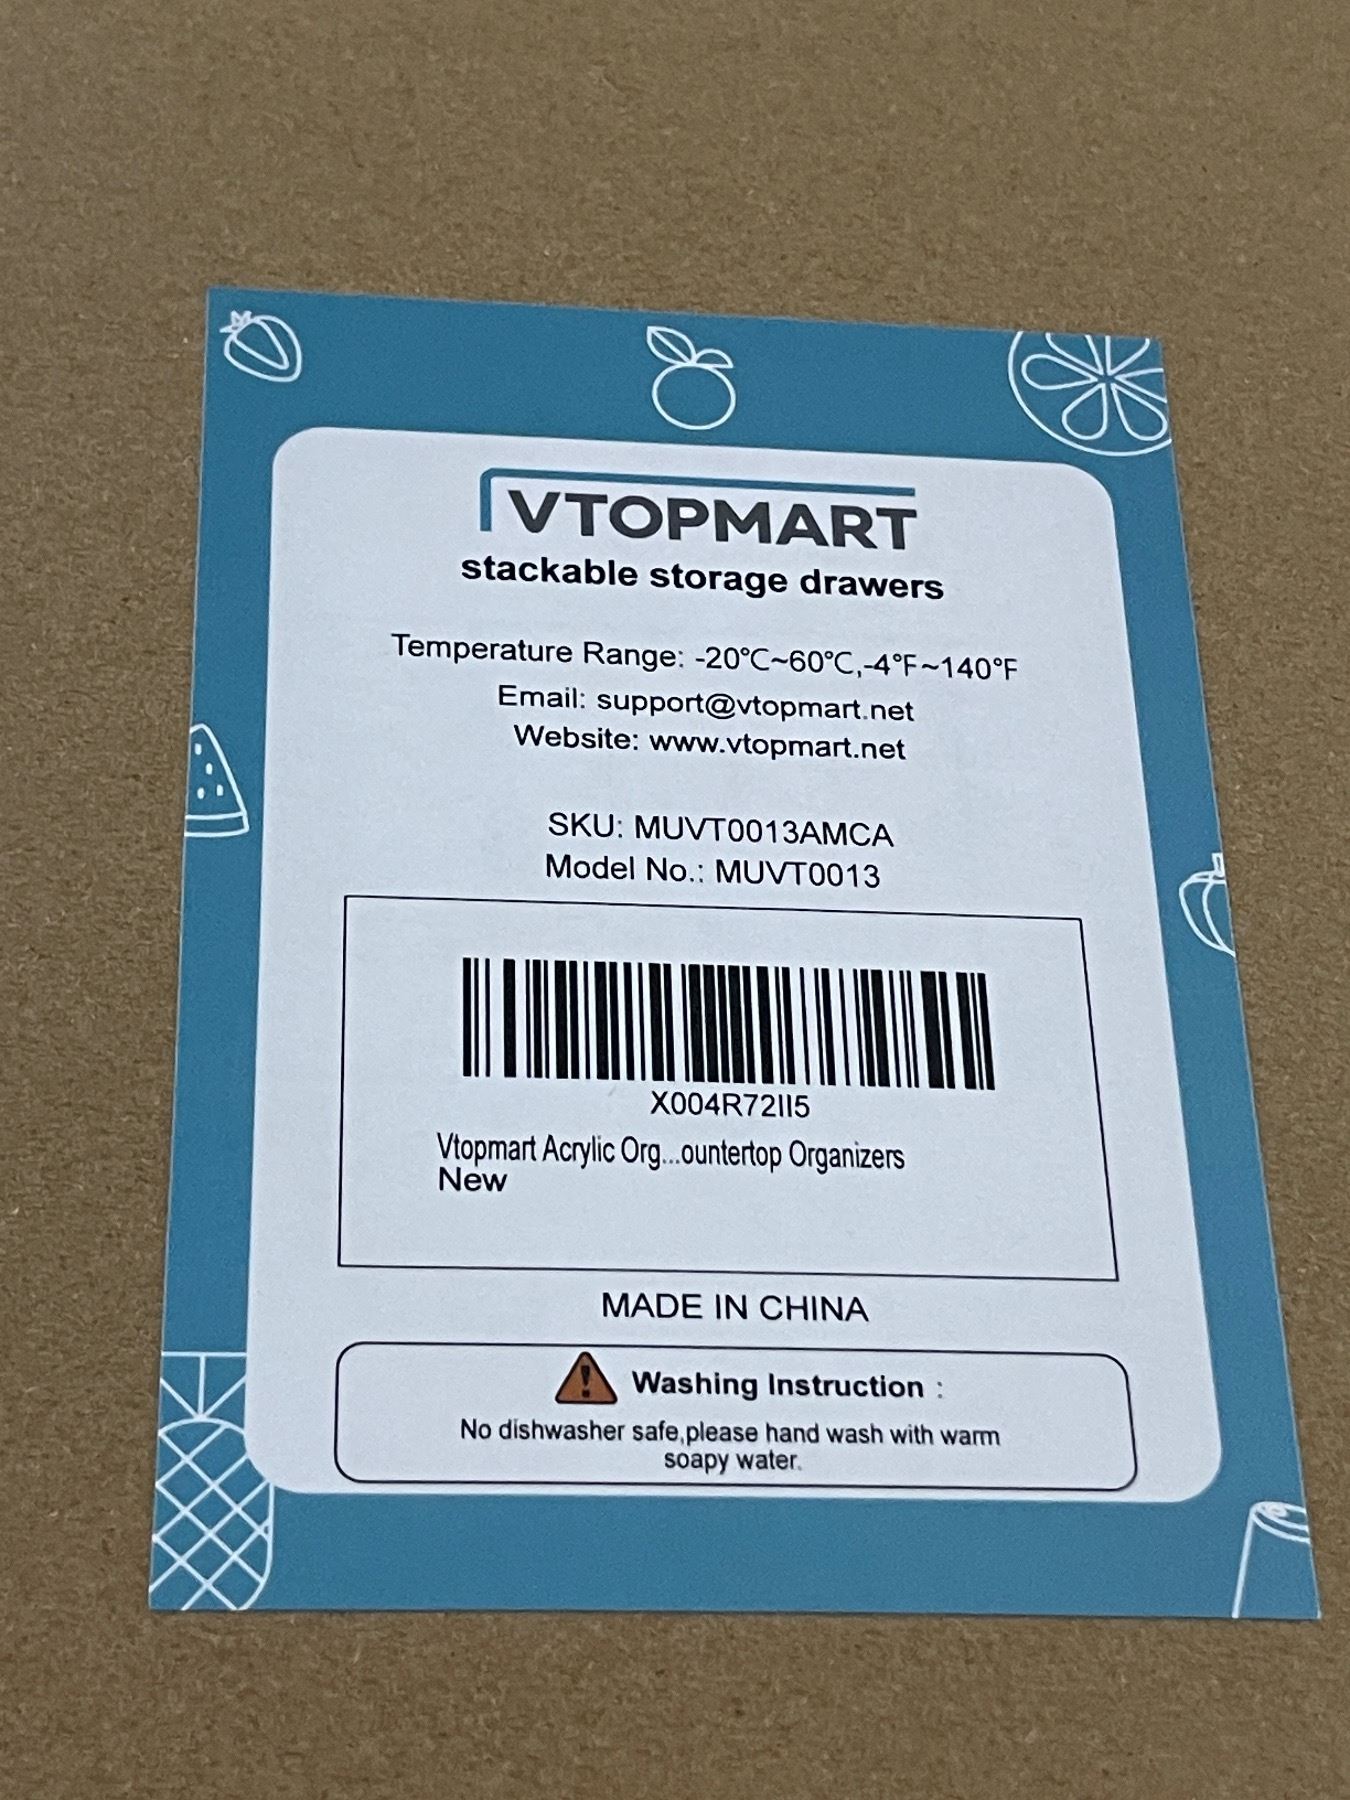 VTOPMART
stackable storage drawers
Temperature Range: -20°C~60°C,-4°F~140°F
Email: support@vtopmart.net
Website: www.vtopmart.net
SKU: MUVT0013AMCA
Model No.: MUVT0013
X004R72II5
Vtopmart Acrylic Org...ountertop Organizers
New
MADE IN CHINA
Washing Instruction :
No dishwasher safe,please hand wash with warm
soapy water.